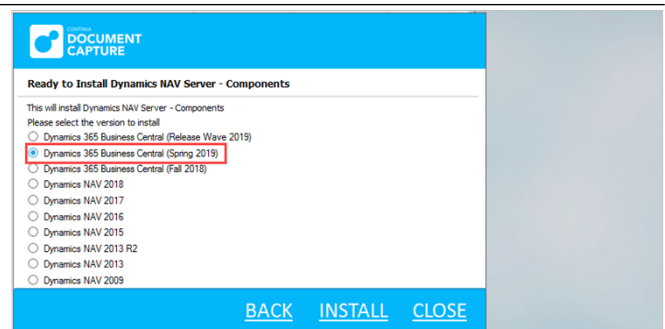 CONTINIA
DOCUMENT
CAPTURE
Ready to Install Dynamics NAV Server - Components
This will install Dynamics NAV Server - Components
Please select the version to install
Dynamics 365 Business Central (Release Wave 2019)
Dynamics 365 Business Central (Spring 2019)
Dynamics 365 Business Central (Fall 2018)
Dynamics NAV 2018
Dynamics NAV 2017
Dynamics NAV 2016
Dynamics NAV 2015
Dynamics NAV 2013 R2
Dynamics NAV 2013
Dynamics NAV 2009
BACK INSTALL CLOSE